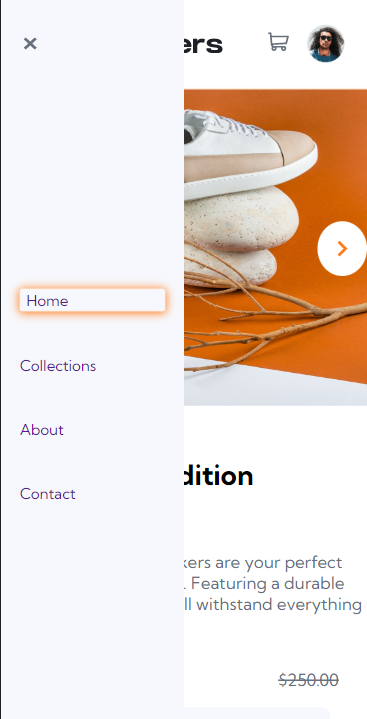 ers
Home
Collections
About
Contact
dition
kers are your perfect
. Featuring a durable
ll withstand everything
$250.00